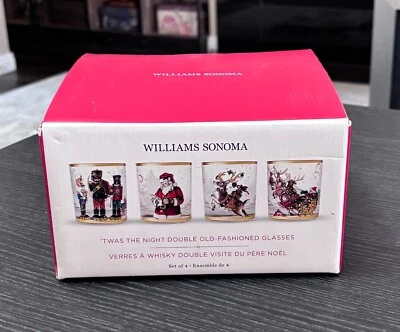 WILLIAMS SONOMA
WILLIAMS SONOMA
'TWAS THE NIGHT DOUBLE OLD-FASHIONED GLASSES
VERRES À WHISKY DOUBLE VISITE DU PÈRE NOËL
Set of 4 • Ensemble de 4